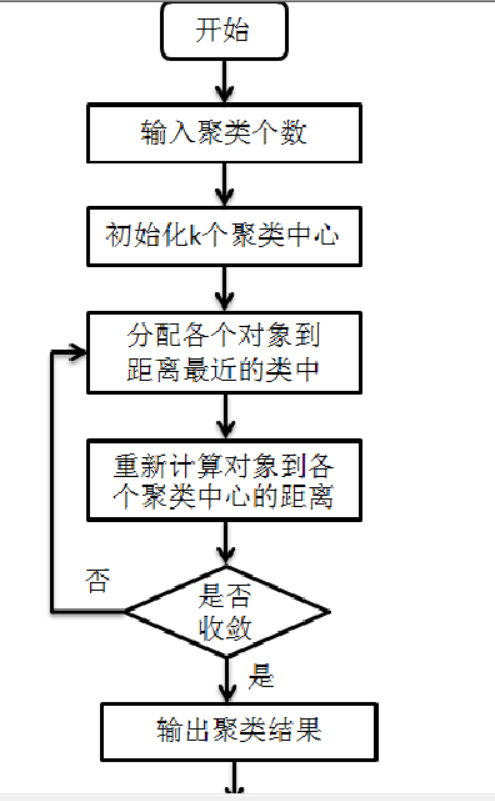 开始
输入聚类个数
初始化k个聚类中心
分配各个对象到
距离最近的类中
重新计算对象到各
个聚类中心的距离
否
是否
收敛
是
输出聚类结果